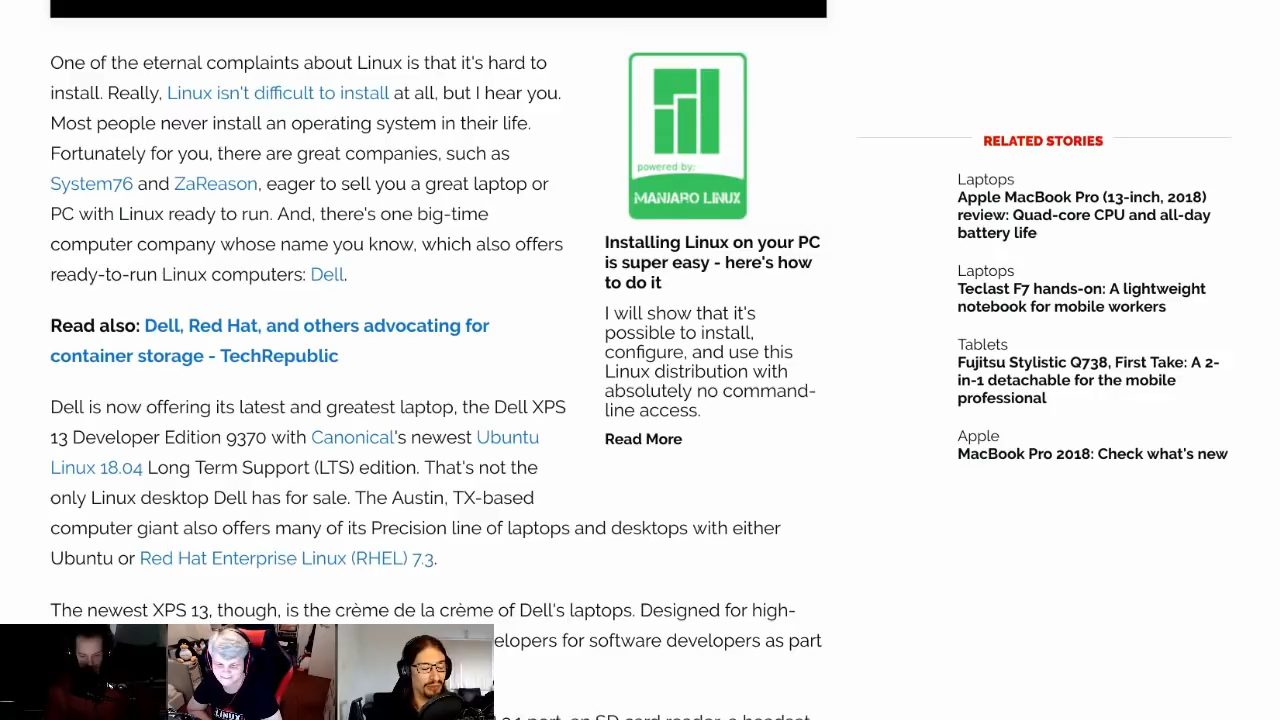 One of the eternal complaints about Linux is that it's hard to
install. Really, Linux isn't difficult to install at all, but I hear you.
Most people never install an operating system in their life.
Fortunately for you, there are great companies, such as
System76 and ZaReason, eager to sell you a great laptop or
PC with Linux ready to run. And, there's one big-time
computer company whose name you know, which also offers
ready-to-run Linux computers: Dell.
Read also: Dell, Red Hat, and others advocating for
container storage - TechRepublic
Dell is now offering its latest and greatest laptop, the Dell XPS
13 Developer Edition 9370 with Canonical's newest Ubuntu
Linux 18.04 Long Term Support (LTS) edition. That's not the
only Linux desktop Dell has for sale. The Austin, TX-based
computer giant also offers many of its Precision line of laptops and desktops with either
Ubuntu or Red Hat Enterprise Linux (RHEL) 7.3.
The newest XPS 13, though, is the crème de la crème of Dell's laptops. Designed for high-
elopers for software developers as part
port, an SD card reader, a headset
powered by:
MANJARO LINUX
Installing Linux on your PC
is super easy - here's how
to do it
I will show that it's
possible to install,
configure, and use this
Linux distribution with
absolutely no command-
line access.
Read More
RELATED STORIES
Laptops
Apple MacBook Pro (13-inch, 2018)
review: Quad-core CPU and all-day
battery life
Laptops
Teclast F7 hands-on: A lightweight
notebook for mobile workers
Tablets
Fujitsu Stylistic Q738, First Take: A 2-
in-1 detachable for the mobile
professional
Apple
MacBook Pro 2018: Check what's new
LINUX